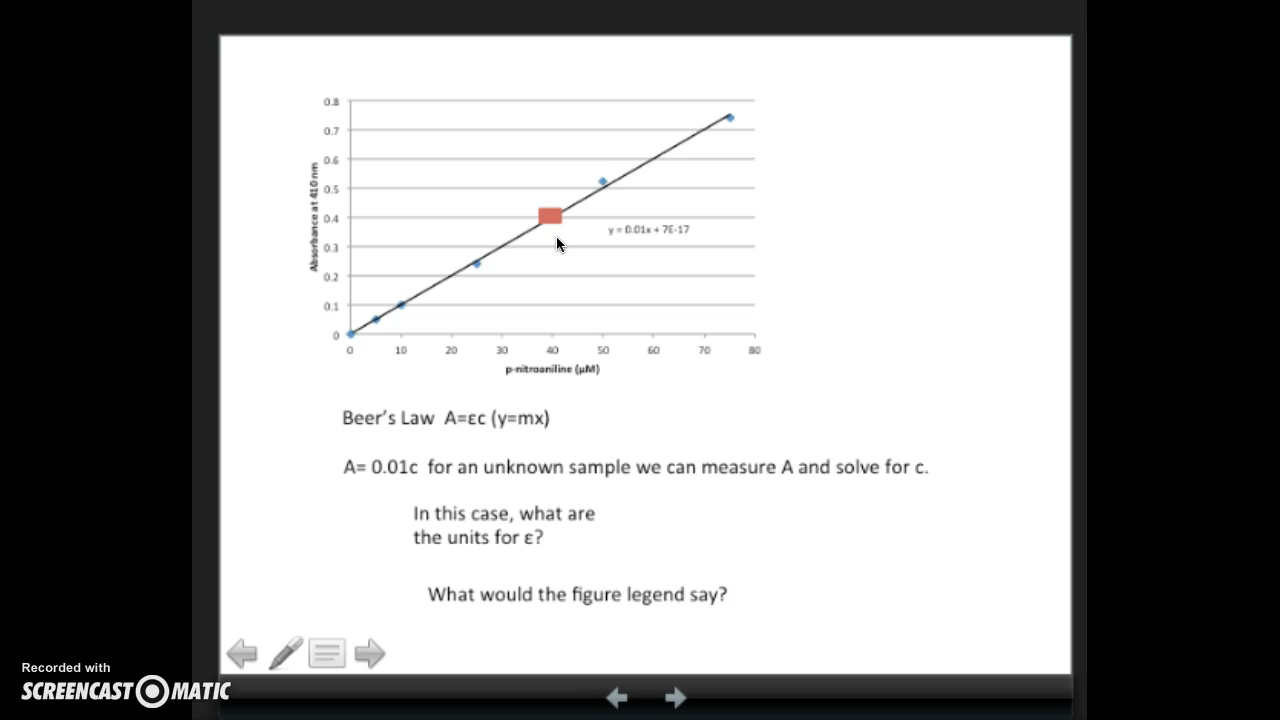 0.8
0.7
0.6
0.5
0.4
0.3
0.2
0.1
0
Absorbance at 410 nm
y = 0.01x + 7E-17
0 10 20 30 40 50 60 70 80
p-nitroaniline (µM)
Beer's Law A=εc (y=mx)
A= 0.01c for an unknown sample we can measure A and solve for c.
In this case, what are
the units for ε?
What would the figure legend say?
Recorded with
SCREENCAST MATIC